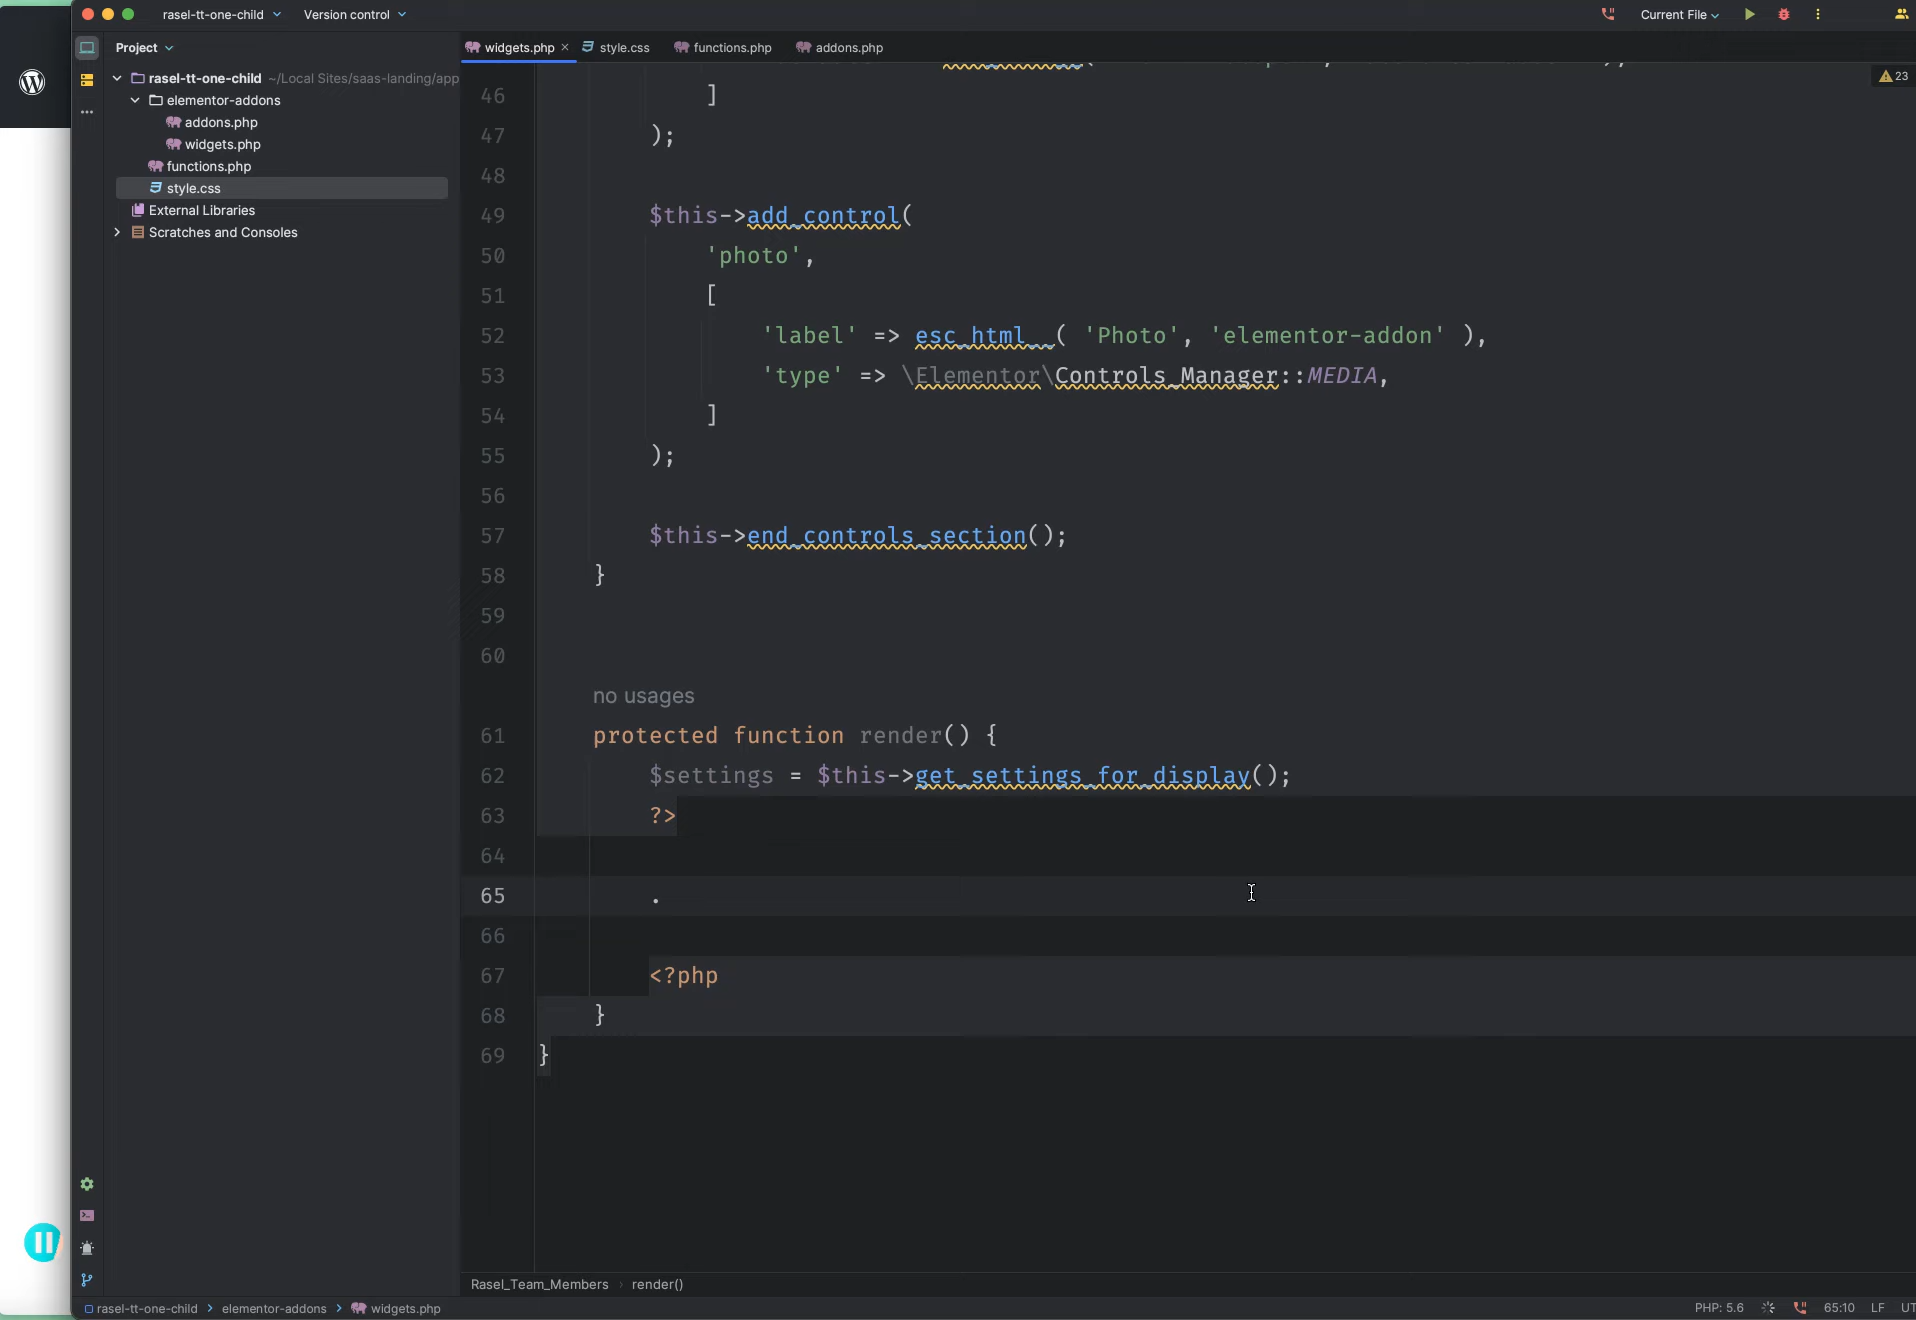 rasel-tt-one-child Version control Current File
Project
widgets.php style.css functions.php addons.php
23
rasel-tt-one-child ~/Local Sites/saas-landing/app
elementor-addons
addons.php
widgets.php
functions.php
style.css
External Libraries
Scratches and Consoles
46 ]
47 );
48
49 $this->add_control(
50 'photo',
51 [
52 'label' => esc_html__( 'Photo', 'elementor-addon' ),
53 'type' => \Elementor\Controls_Manager::MEDIA,
54 ]
55 );
56
57 $this->end_controls_section();
58 }
59
60
no usages
61 protected function render() {
62 $settings = $this->get_settings_for_display();
63 ?>
64
65 .
66
67 <?php
68 }
69 }
Rasel_Team_Members › render()
rasel-tt-one-child > elementor-addons > widgets.php PHP: 5.6 65:10 LF UT